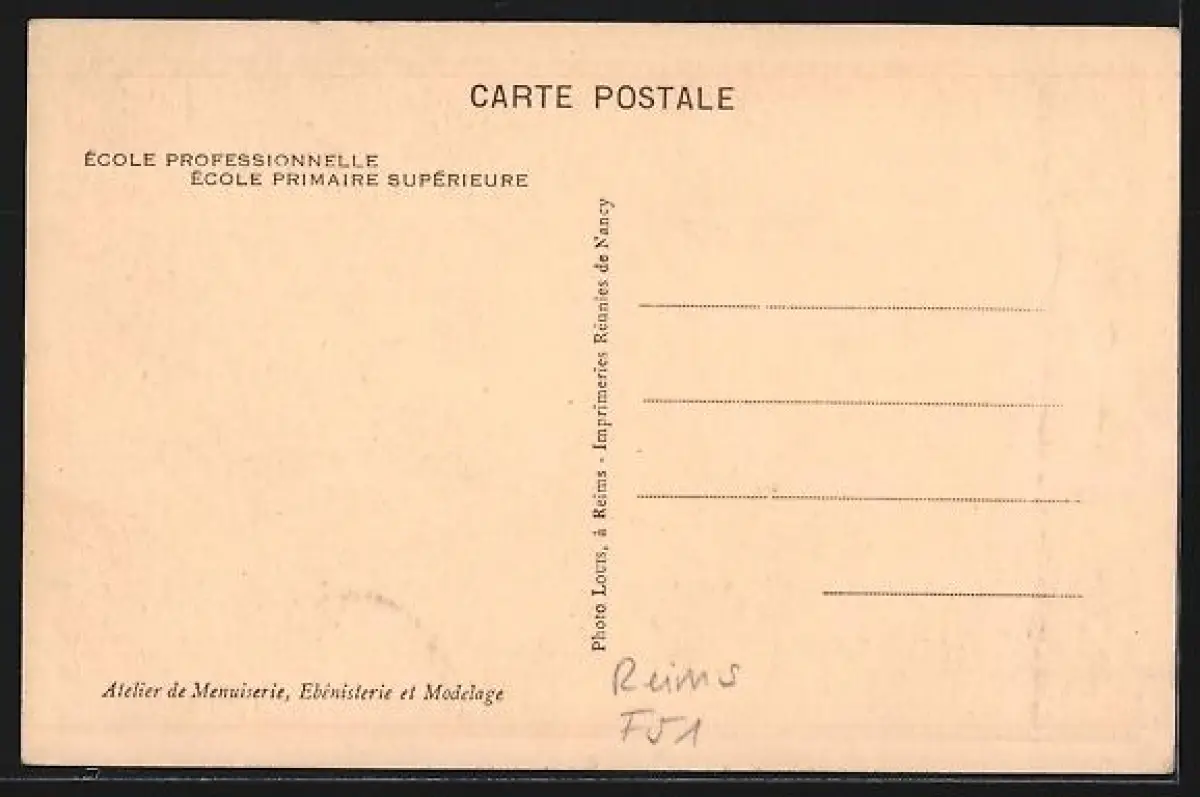 CARTE POSTALE
ÉCOLE PROFESSIONNELLE
ÉCOLE PRIMAIRE SUPÉRIEURE
Photo Louis, à Reims - Imprimeries Réunies de Nancy
Atelier de Menuiserie, Ebénisterie et Modelage
Reims